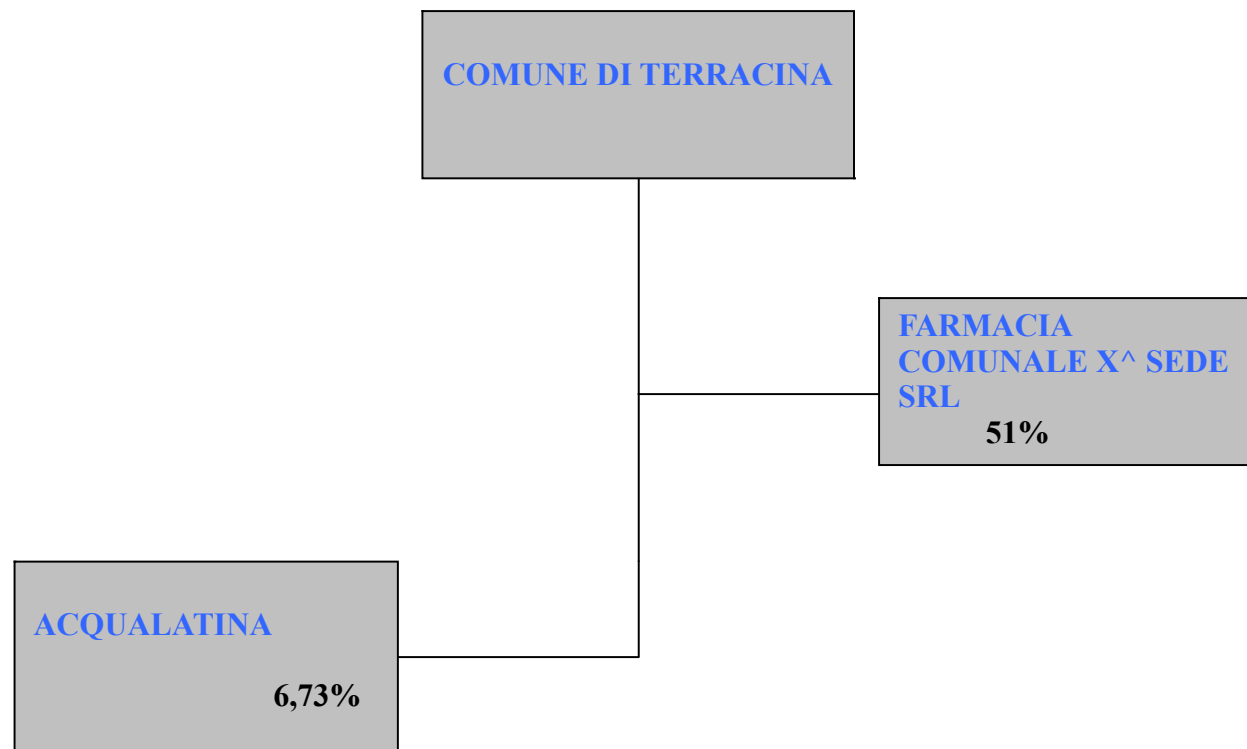 COMUNE DI TERRACINA
FARMACIA
COMUNALE X^ SEDE
SRL
51%
ACQUALATINA
6,73%